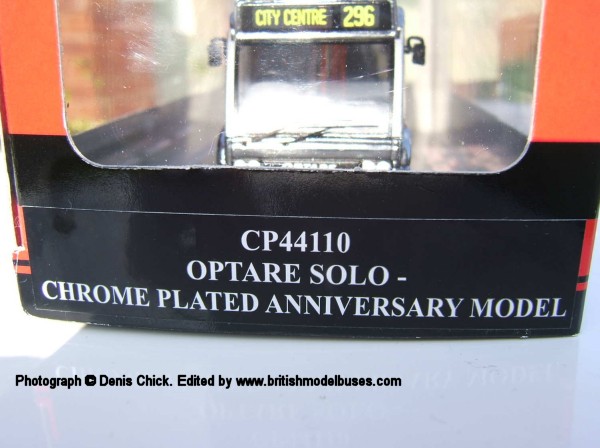 CITY CENTRE 296
CP44110
OPTARE SOLO -
CHROME PLATED ANNIVERSARY MODEL
Photograph © Denis Chick. Edited by www.britishmodelbuses.com